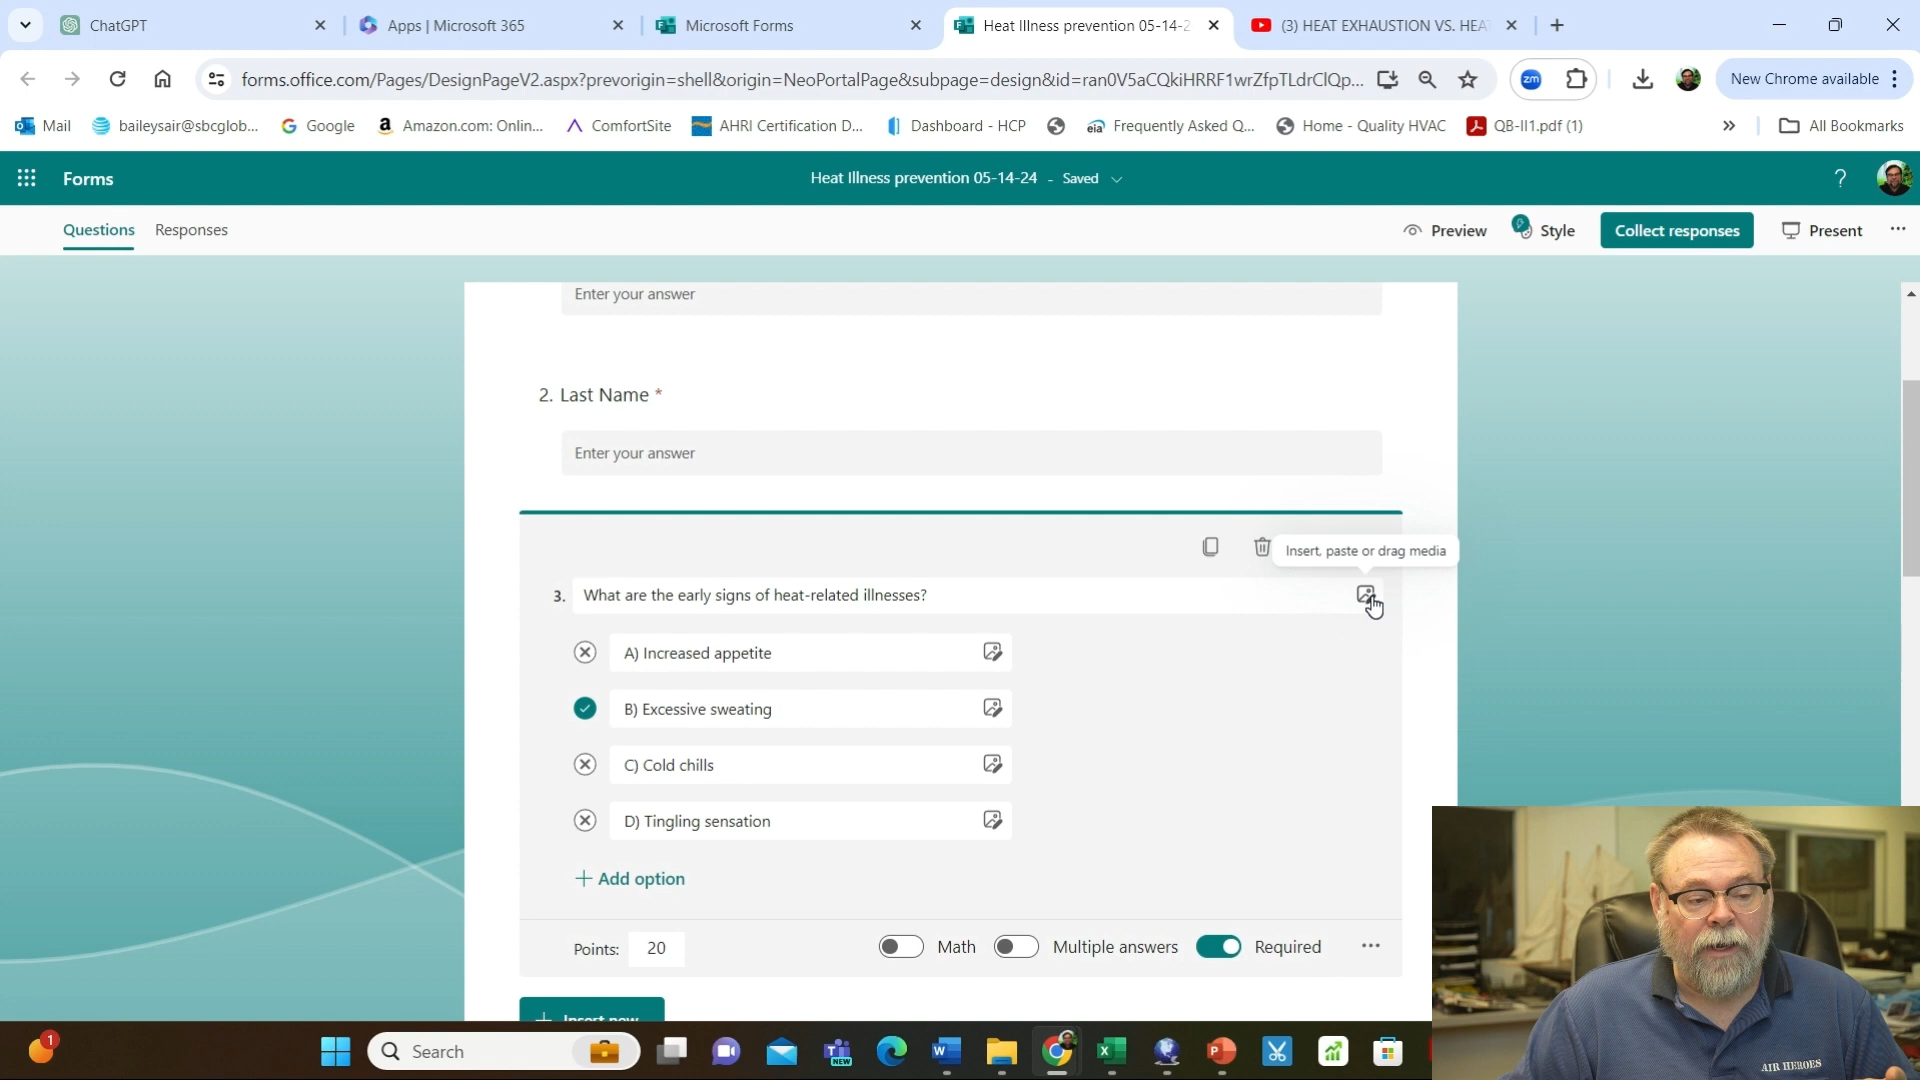 ChatGPT
Apps | Microsoft 365
Microsoft Forms
Heat Illness prevention 05-14-2
(3) HEAT EXHAUSTION VS. HEA
forms.office.com/Pages/DesignPageV2.aspx?prevorigin=shell&origin=NeoPortalPage&subpage=design&id=ran0V5aCQkiHRRF1wrZfpTLdrClQp...
zm
New Chrome available
Mail
baileysair@sbcglob...
Google
Amazon.com: Onlin...
ComfortSite
AHRI Certification D...
Dashboard - HCP
eia Frequently Asked Q...
Home - Quality HVAC
QB-II1.pdf (1)
All Bookmarks
Forms
Heat Illness prevention 05-14-24 - Saved
?
Questions
Responses
Preview
Style
Collect responses
Present
Enter your answer
2. Last Name *
Enter your answer
Insert, paste or drag media
3. What are the early signs of heat-related illnesses?
A) Increased appetite
B) Excessive sweating
C) Cold chills
D) Tingling sensation
Add option
Points: 20
Math
Multiple answers
Required
Insert new
1
Search
NEW
AIR HEROES